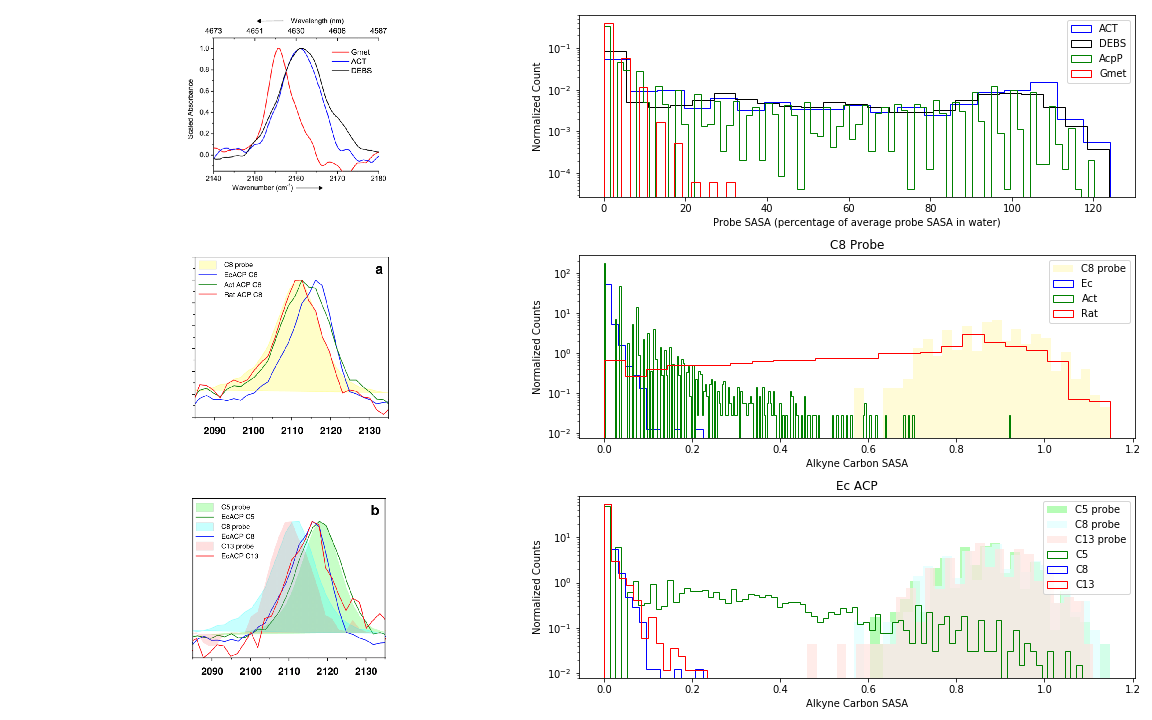 Wavelength (nm)
4673 4651 4630 4608 4587
Scaled Absorbance
1.0
0.8
0.6
0.4
0.2
0.0
Gmet
ACT
DEBS
2140 2150 2160 2170 2180
Wavenumber (cm⁻¹)
Normalized Count
10⁻¹
10⁻²
10⁻³
10⁻⁴
ACT
DEBS
AcpP
Gmet
0 20 40 60 80 100 120
Probe SASA (percentage of average probe SASA in water)
a
C8 probe
EcACP C8
Act ACP C8
Rat ACP C8
2090 2100 2110 2120 2130
C8 Probe
Normalized Counts
10²
10¹
10⁰
10⁻¹
10⁻²
C8 probe
Ec
Act
Rat
0.0 0.2 0.4 0.6 0.8 1.0 1.2
Alkyne Carbon SASA
b
C5 probe
EcACP C5
C8 probe
EcACP C8
C13 probe
EcACP C13
2090 2100 2110 2120 2130
Ec ACP
Normalized Counts
10¹
10⁰
10⁻¹
10⁻²
C5 probe
C8 probe
C13 probe
C5
C8
C13
0.0 0.2 0.4 0.6 0.8 1.0 1.2
Alkyne Carbon SASA